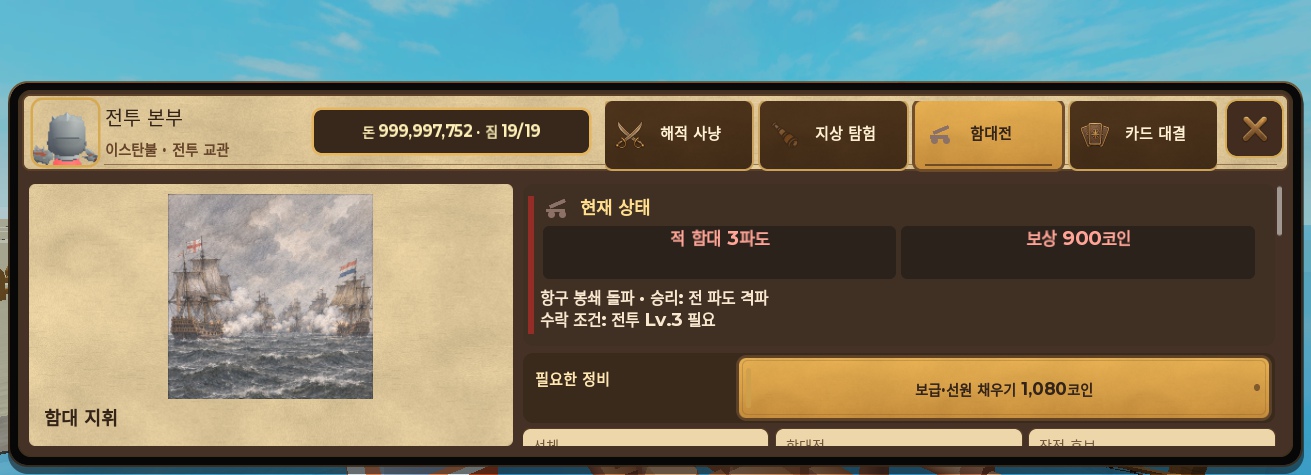 전투 본부
이스탄불 • 전투 교관
돈 999,997,752 · 짐 19/19
해적 사냥
지상 탐험
함대전
카드 대결
함대 지휘
현재 상태
적 함대 3파도
보상 900코인
항구 봉쇄 돌파 • 승리: 전 파도 격파
수락 조건: 전투 Lv.3 필요
필요한 정비
보급·선원 채우기 1,080코인
선체
함대전